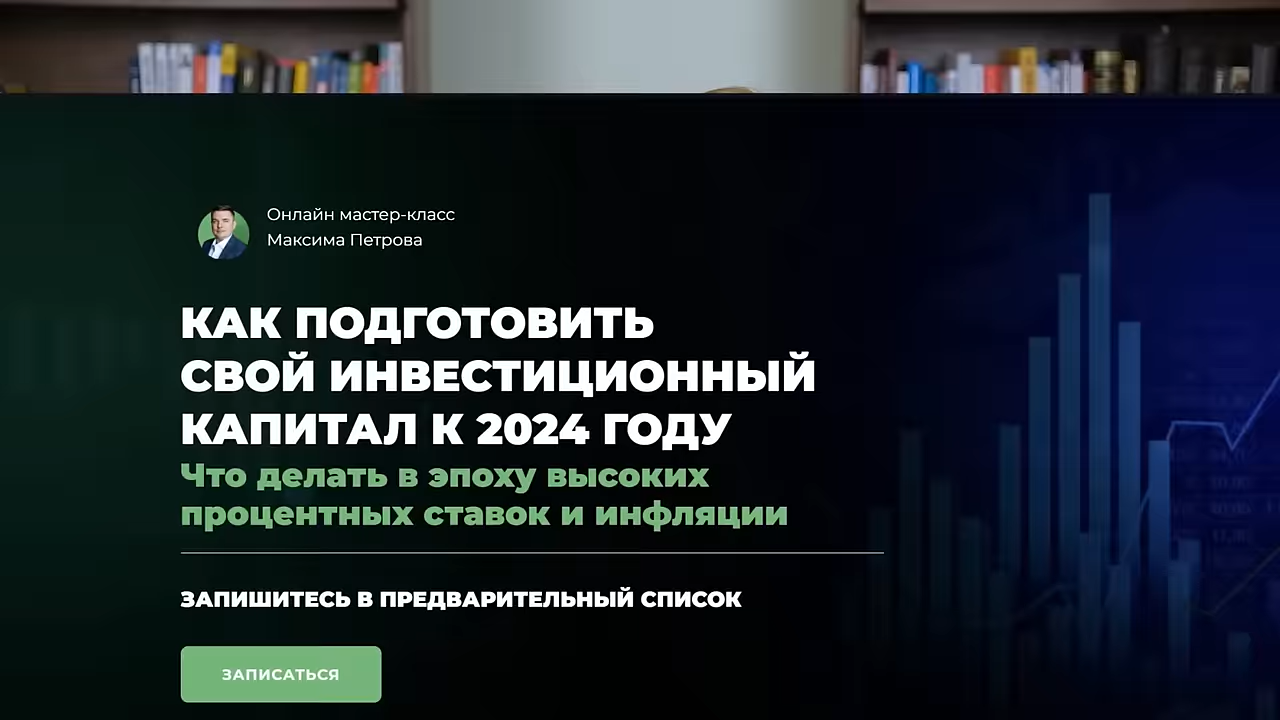 Онлайн мастер-класс
Максима Петрова
КАК ПОДГОТОВИТЬ
СВОЙ ИНВЕСТИЦИОННЫЙ
КАПИТАЛ К 2024 ГОДУ
Что делать в эпоху высоких
процентных ставок и инфляции
ЗАПИШИТЕСЬ В ПРЕДВАРИТЕЛЬНЫЙ СПИСОК
ЗАПИСАТЬСЯ